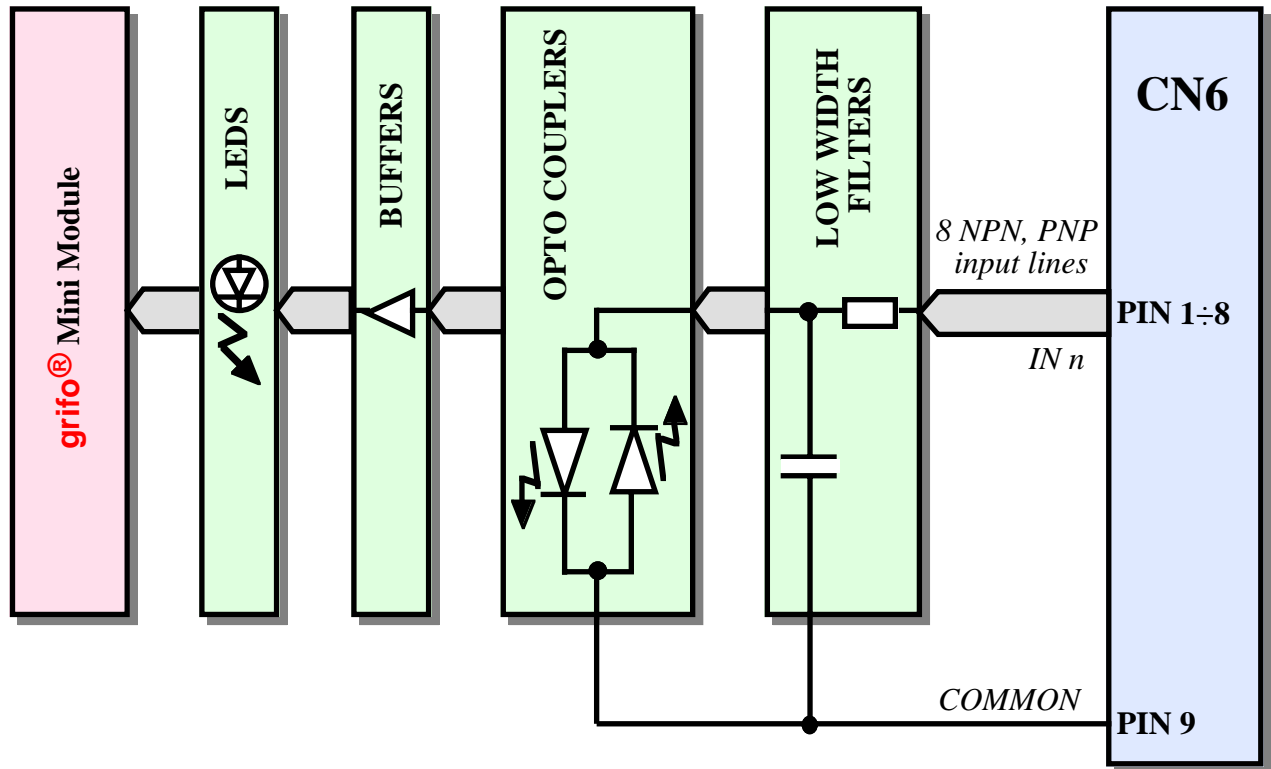 grifo® Mini Module
LEDS
BUFFERS
OPTO COUPLERS
LOW WIDTH
FILTERS
CN6
8 NPN, PNP
input lines
PIN 1÷8
IN n
COMMON
PIN 9